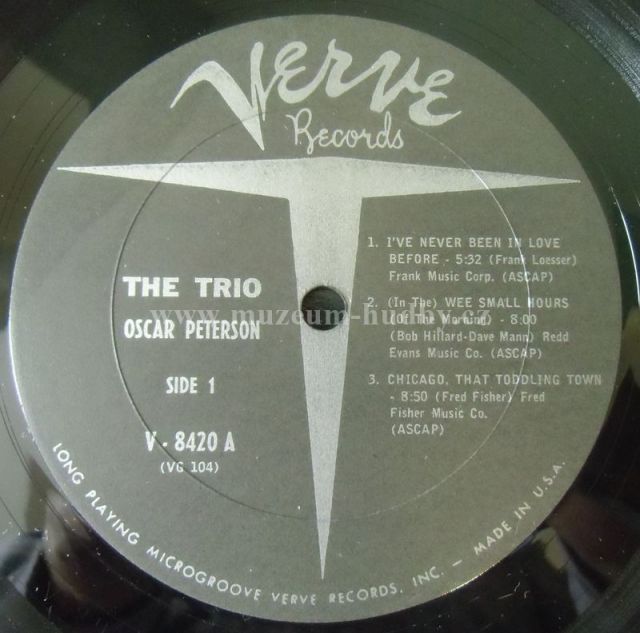 Verve
Records
THE TRIO
OSCAR PETERSON
SIDE 1
V - 8420 A
(VG 104)
1. I'VE NEVER BEEN IN LOVE
BEFORE - 5:32 (Frank Loesser)
Frank Music Corp. (ASCAP)
2. (In The) WEE SMALL HOURS
(Of The Morning) - 8:00
(Bob Hillard-Dave Mann) Redd
Evans Music Co. (ASCAP)
3. CHICAGO, THAT TODDLING TOWN
- 8:50 (Fred Fisher) Fred
Fisher Music Co.
(ASCAP)
LONG PLAYING MICROGROOVE VERVE RECORDS, INC. — MADE IN U.S.A.
www.muzeum-hudby.cz